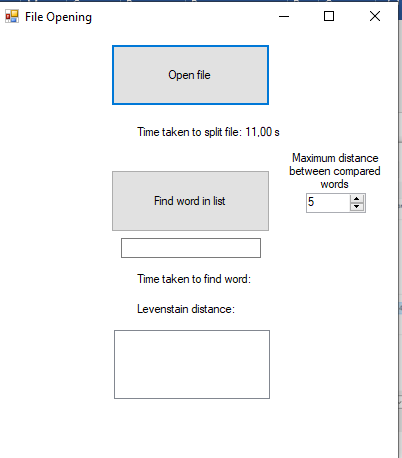 File Opening
Open file
Time taken to split file: 11,00 s
Maximum distance
between compared
words
Find word in list
5
Time taken to find word:
Levenstain distance: